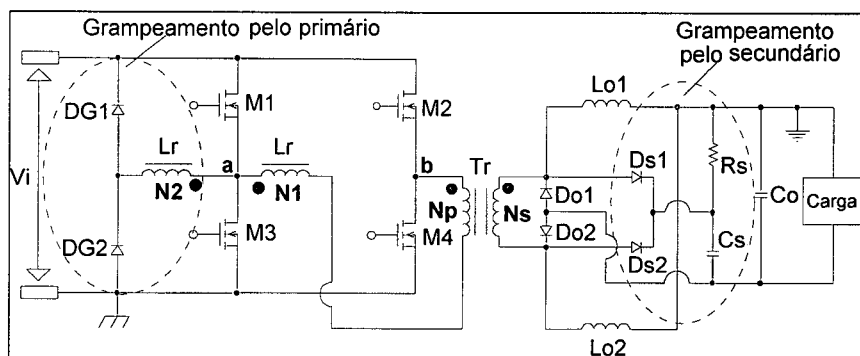 Grampeamento pelo primário
Grampeamento
pelo secundário
Lo1
DG1
M1
M2
Lr
Lr
a
b
Tr
Ds1
Rs
Vi
N2
N1
Do1
Np
Ns
Co
Carga
DG2
M3
M4
Do2
Ds2
Cs
Lo2